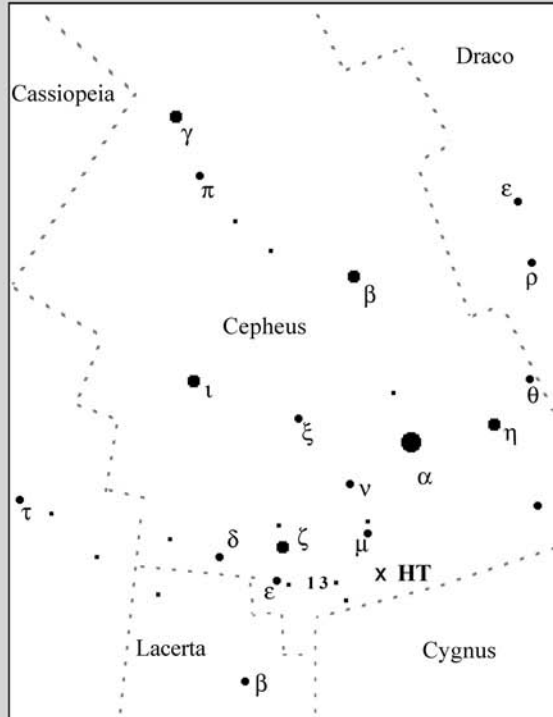 Draco
Cassiopeia
γ
π
ε
ρ
β
Cepheus
ι
θ
ξ
η
α
ν
τ
δ
ζ
μ
ε
13
x HT
Lacerta
Cygnus
β